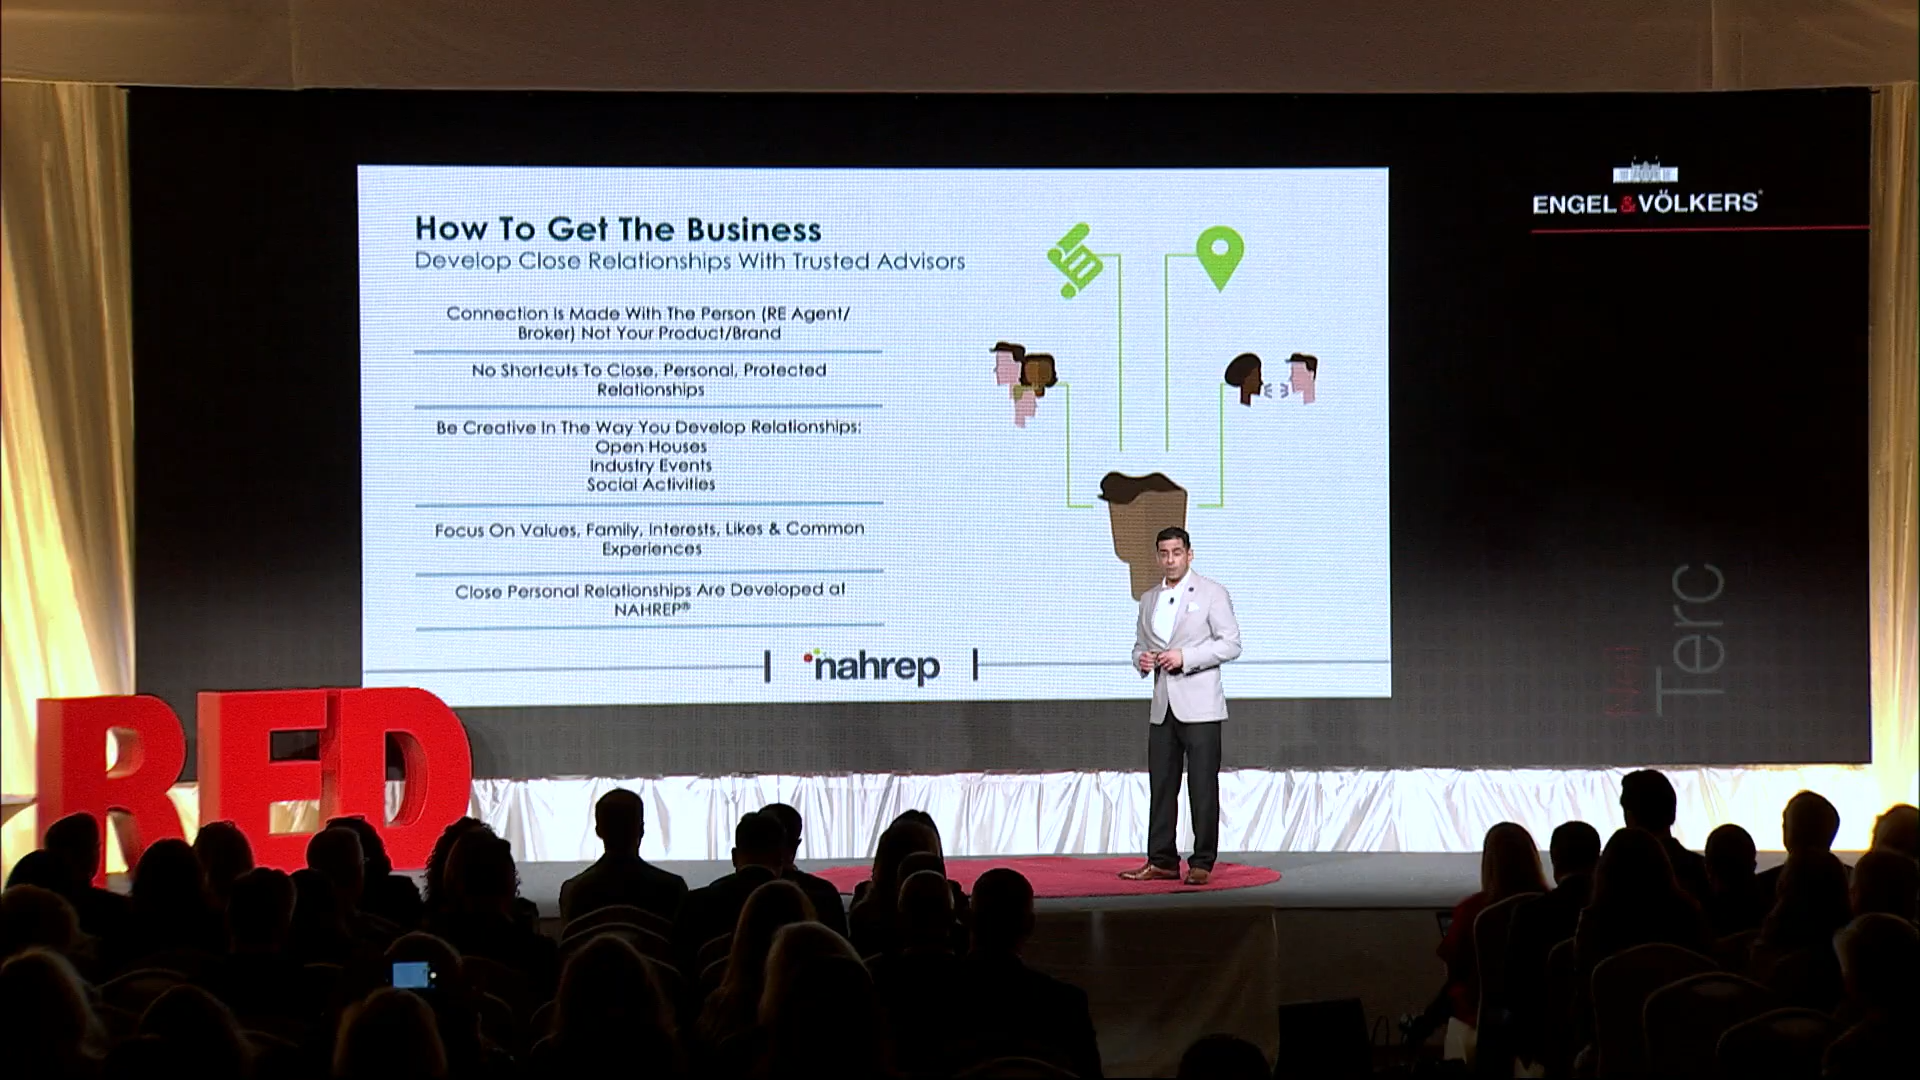 How To Get The Business
Develop Close Relationships With Trusted Advisors
Connection Is Made With The Person (RE Agent/
Broker) Not Your Product/Brand
No Shortcuts To Close, Personal, Protected
Relationships
Be Creative In The Way You Develop Relationships:
Open Houses
Industry Events
Social Activities
Focus On Values, Family, Interests, Likes & Common
Experiences
Close Personal Relationships Are Developed at
NAHREP®
nahrep
ENGEL&VÖLKERS
Terc
RED